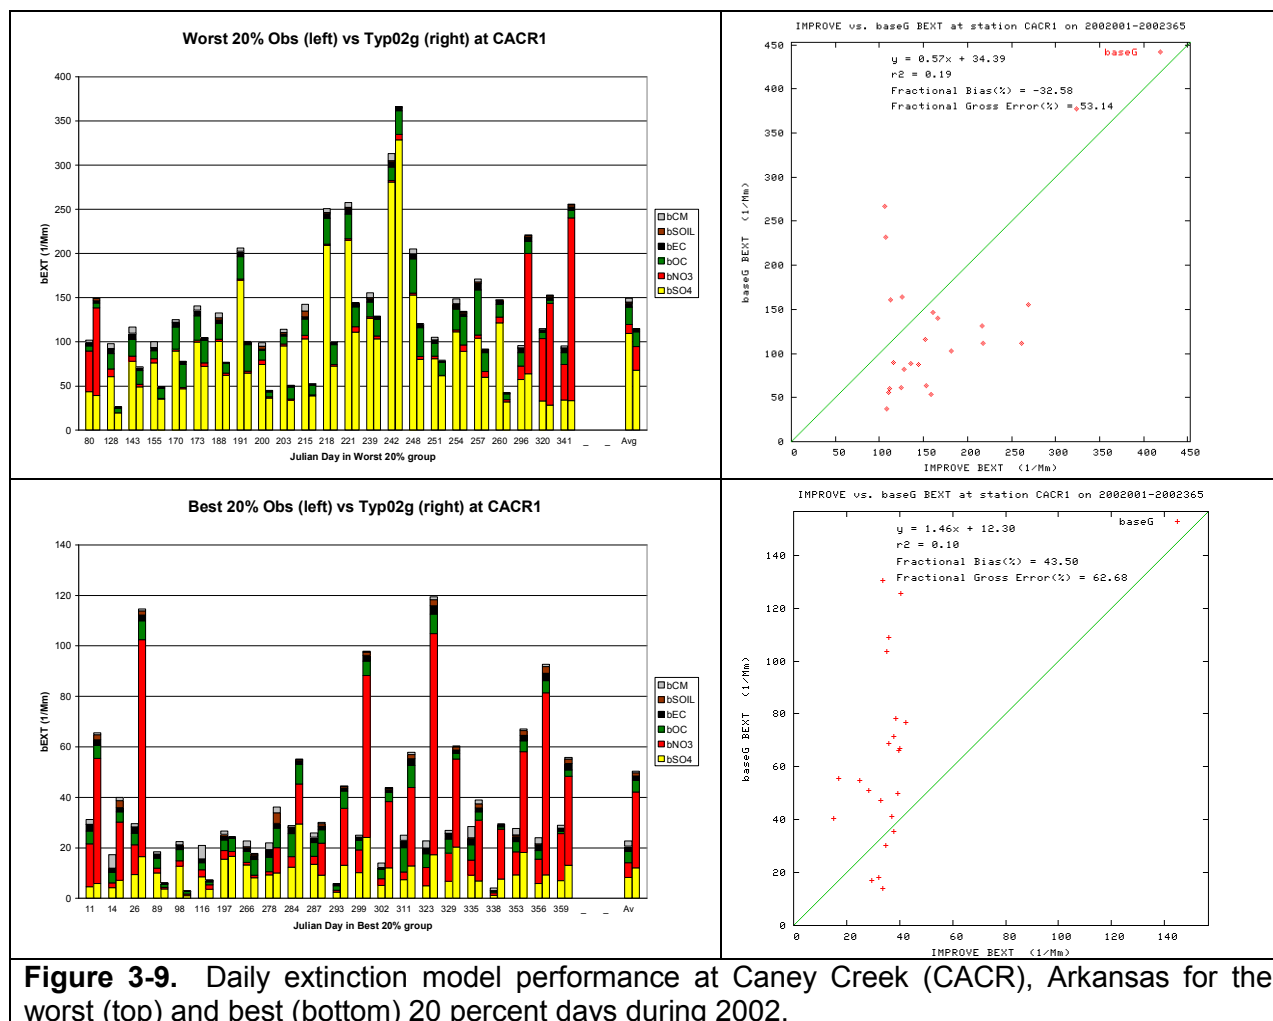 Worst 20% Obs (left) vs Typ02g (right) at CACR1
400
350
300
250
200
150
100
50
0
bEXT (1/Mm)
bCM
bSOIL
bEC
bOC
bNO3
bSO4
80 128 143 155 170 173 188 191 200 203 215 218 221 239 242 248 251 254 257 260 296 320 341 _ _ Avg
Julian Day in Worst 20% group
IMPROVE vs. baseG BEXT at station CACR1 on 2002001-2002365
baseG
y = 0.57x + 34.39
r2 = 0.19
Fractional Bias(%) = -32.58
Fractional Gross Error(%) = 53.14
450
400
350
300
250
200
150
100
50
0
baseG BEXT (1/Mm)
0 50 100 150 200 250 300 350 400 450
IMPROVE BEXT (1/Mm)
Best 20% Obs (left) vs Typ02g (right) at CACR1
140
120
100
80
60
40
20
0
bEXT (1/Mm)
bCM
bSOIL
bEC
bOC
bNO3
bSO4
11 14 26 89 98 116 197 266 278 284 287 293 299 302 311 323 329 335 338 353 356 359 _ _ Av
Julian Day in Best 20% group
IMPROVE vs. baseG BEXT at station CACR1 on 2002001-2002365
baseG
y = 1.46x + 12.30
r2 = 0.10
Fractional Bias(%) = 43.50
Fractional Gross Error(%) = 62.68
140
120
100
80
60
40
20
0
baseG BEXT (1/Mm)
0 20 40 60 80 100 120 140
IMPROVE BEXT (1/Mm)
Figure 3-9. Daily extinction model performance at Caney Creek (CACR), Arkansas for the
worst (top) and best (bottom) 20 percent days during 2002.